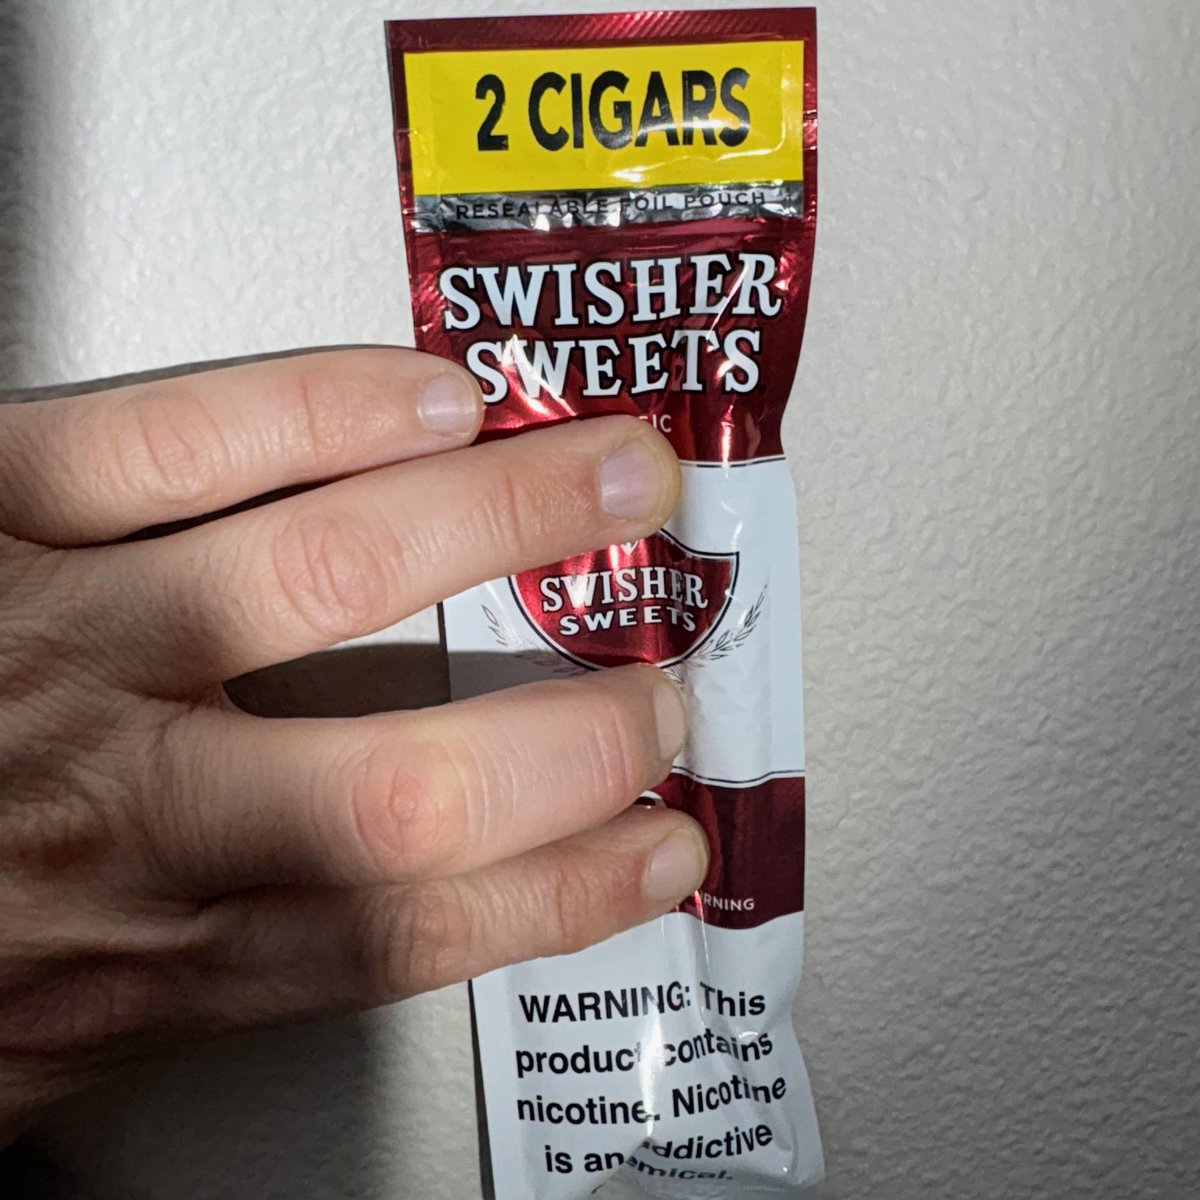 2 CIGARS
RESEALABLE FOIL POUCH
SWISHER
SWEETS
SWISHER
SWEETS
WARNING: This
product contains
nicotine. Nicotine
is an addictive